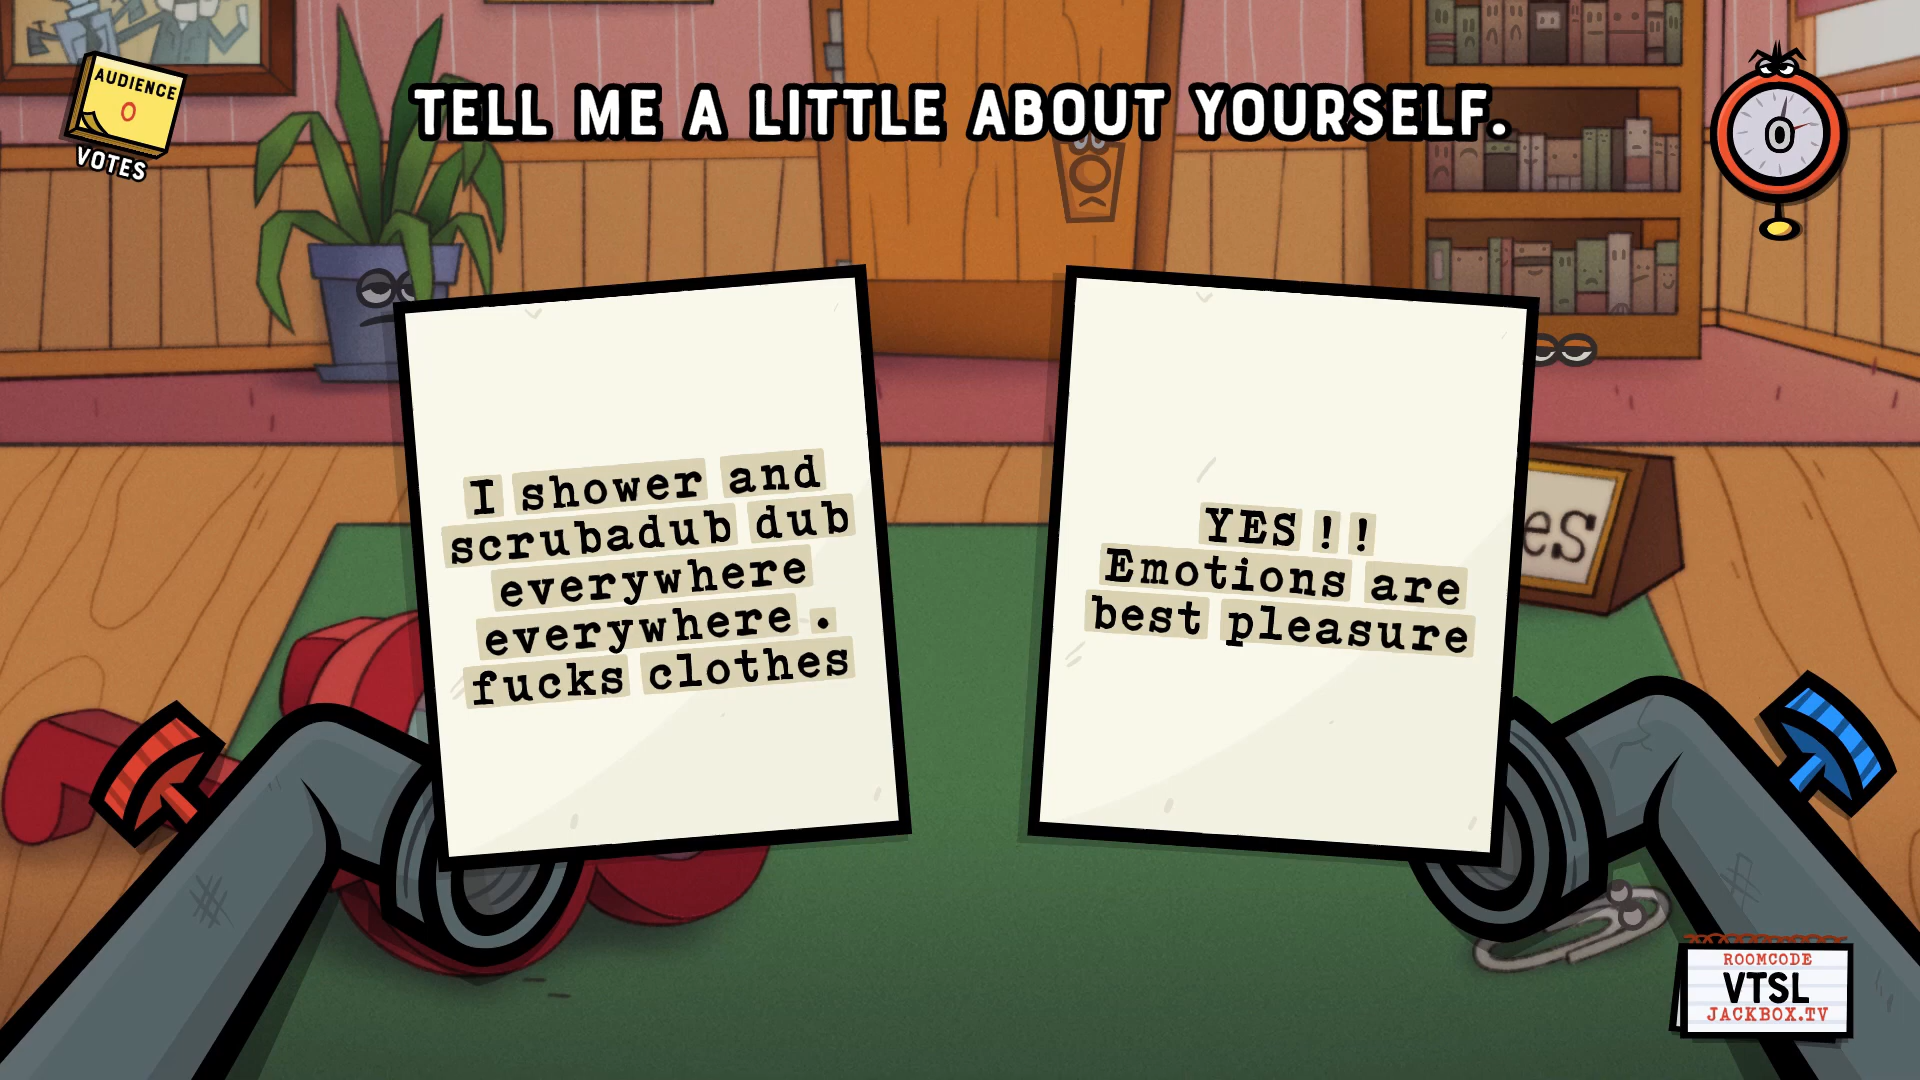 AUDIENCE
0
VOTES
TELL ME A LITTLE ABOUT YOURSELF.
0
I shower and
scrubadub dub
everywhere
everywhere .
fucks clothes
YES ! !
Emotions are
best pleasure
es
ROOMCODE
VTSL
JACKBOX.TV